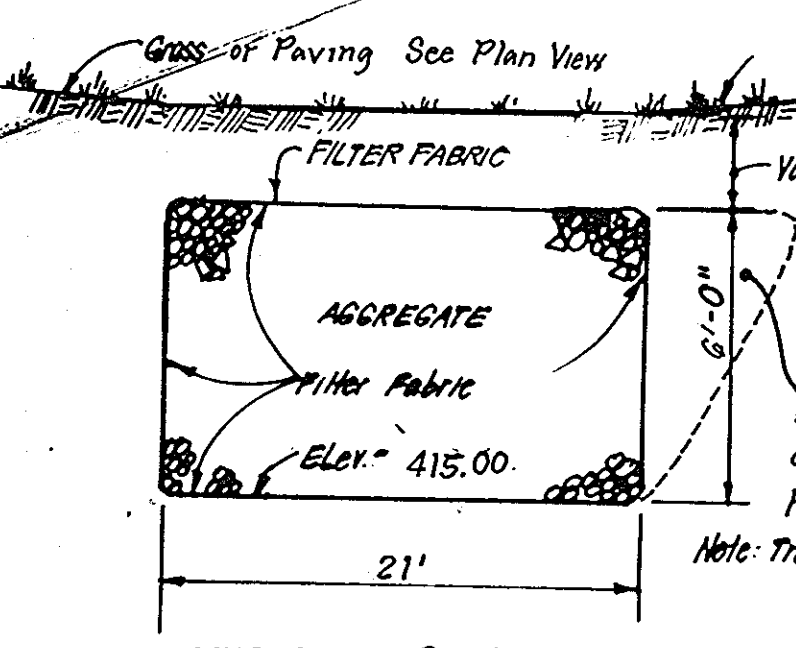 Grass or Paving See Plan View
FILTER FABRIC
AGGREGATE
6'-0"
Filter Fabric
Elev.= 415.00.
21'
Note: